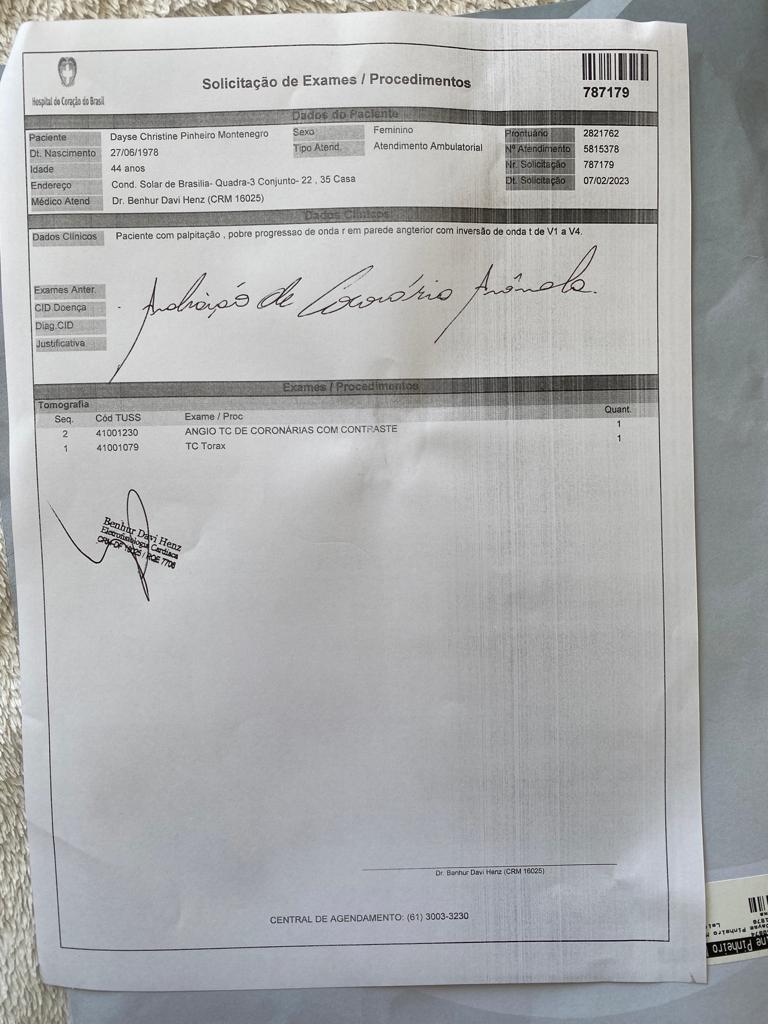 Hospital do Coração do Brasil
Solicitação de Exames / Procedimentos
787179
Dados do Paciente
Paciente Dayse Christine Pinheiro Montenegro Sexo Feminino Prontuário 2821762
Dt. Nascimento 27/06/1978 Tipo Atend. Atendimento Ambulatorial Nº Atendimento 5815378
Idade 44 anos Nr. Solicitação 787179
Endereço Cond. Solar de Brasilia- Quadra-3 Conjunto- 22 , 35 Casa Dt. Solicitação 07/02/2023
Médico Atend Dr. Benhur Davi Henz (CRM 16025)
Dados Clínicos
Dados Clínicos Paciente com palpitação , pobre progressao de onda r em parede angterior com inversão de onda t de V1 a V4.
Exames Anter.
CID Doença
Diag.CID
Justificativa
de Coronária Anômala.
Exames / Procedimentos
Tomografia
Seq. Cód TUSS Exame / Proc Quant.
2 41001230 ANGIO TC DE CORONÁRIAS COM CONTRASTE 1
1 41001079 TC Torax 1
Benhur Davi Henz
Eletrofisiologia Cardíaca
CRM-DF 16025 / RQE 7706
Dr. Benhur Davi Henz (CRM 16025)
CENTRAL DE AGENDAMENTO: (61) 3003-3230